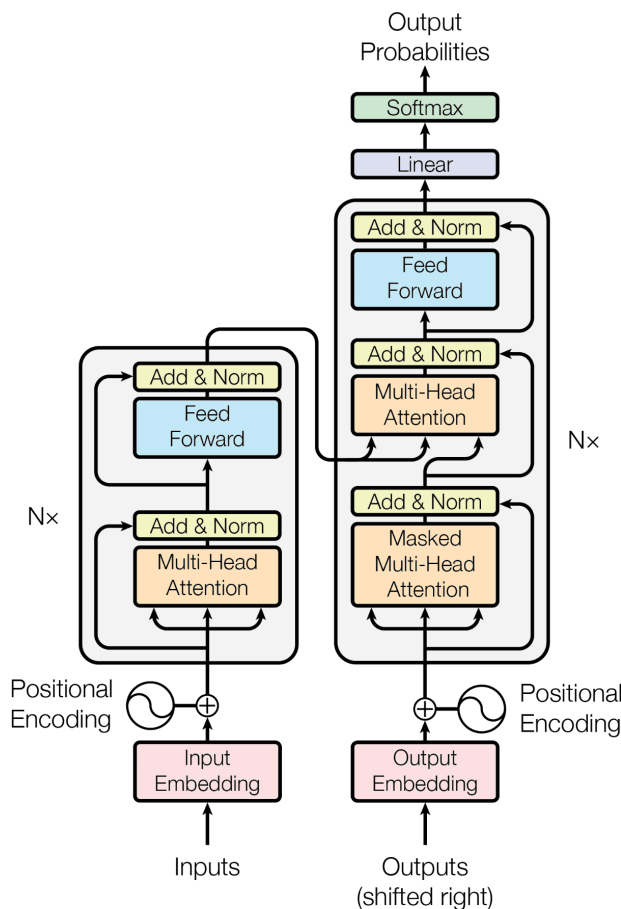 Output
Probabilities
Softmax
Linear
Add & Norm
Feed
Forward
Add & Norm
Multi-Head
Attention
N×
Add & Norm
Masked
Multi-Head
Attention
Add & Norm
Feed
Forward
N×
Add & Norm
Multi-Head
Attention
Positional
Encoding
Positional
Encoding
Input
Embedding
Output
Embedding
Inputs
Outputs
(shifted right)